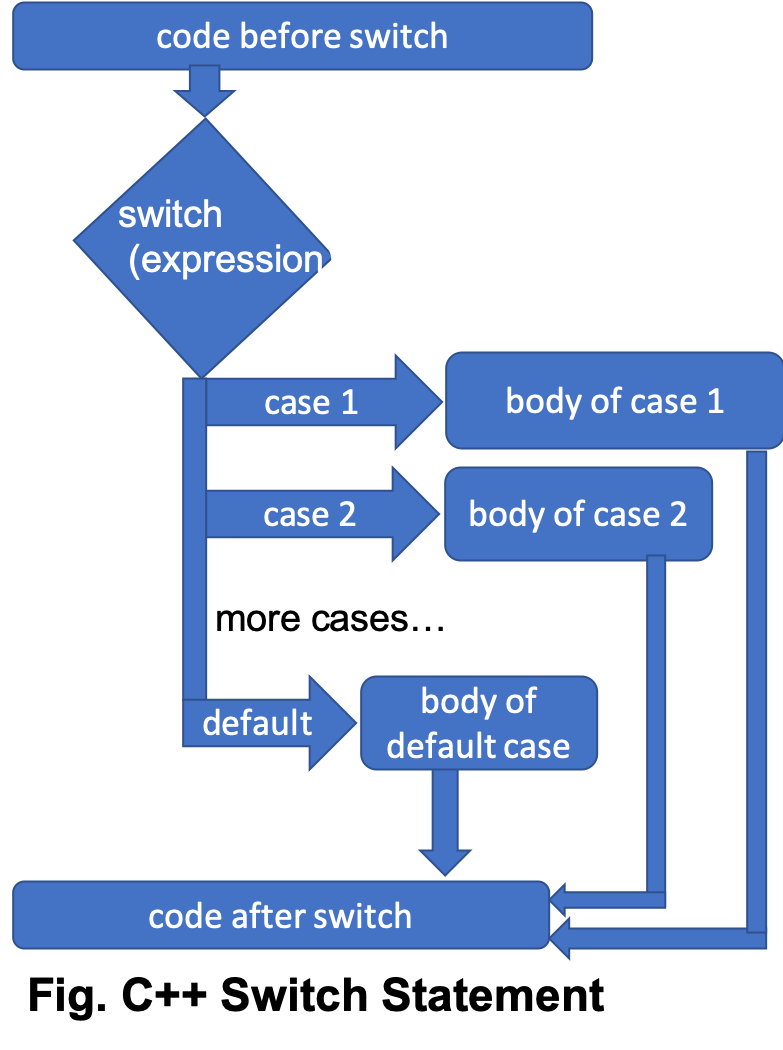 code before switch
switch
(expression
case 1
body of case 1
case 2
body of case 2
more cases...
default
body of
default case
code after switch
Fig. C++ Switch Statement